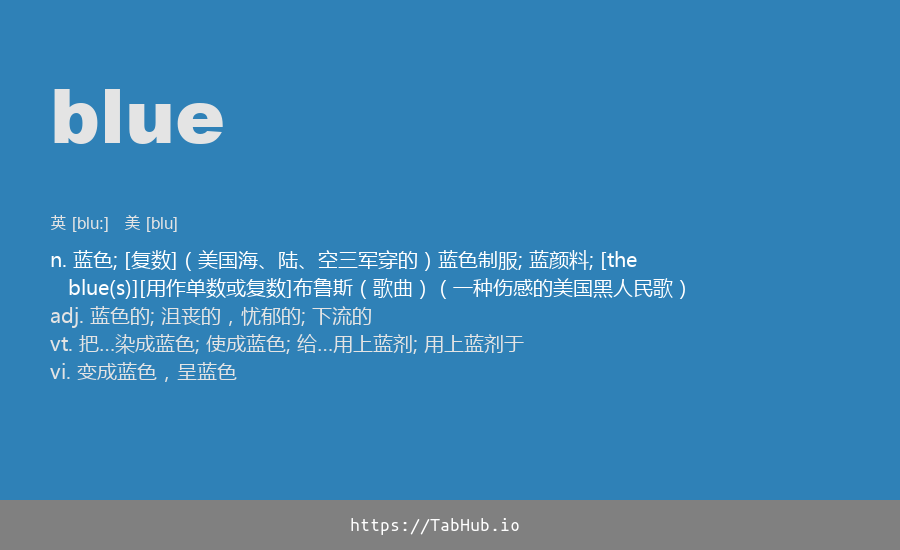 blue
英 [blu:] 美 [blu]
n. 蓝色; [复数]（美国海、陆、空三军穿的）蓝色制服; 蓝颜料; [the
blue(s)][用作单数或复数]布鲁斯（歌曲）（一种伤感的美国黑人民歌）
adj. 蓝色的; 沮丧的，忧郁的; 下流的
vt. 把...染成蓝色; 使成蓝色; 给...用上蓝剂; 用上蓝剂于
vi. 变成蓝色，呈蓝色
https://TabHub.io